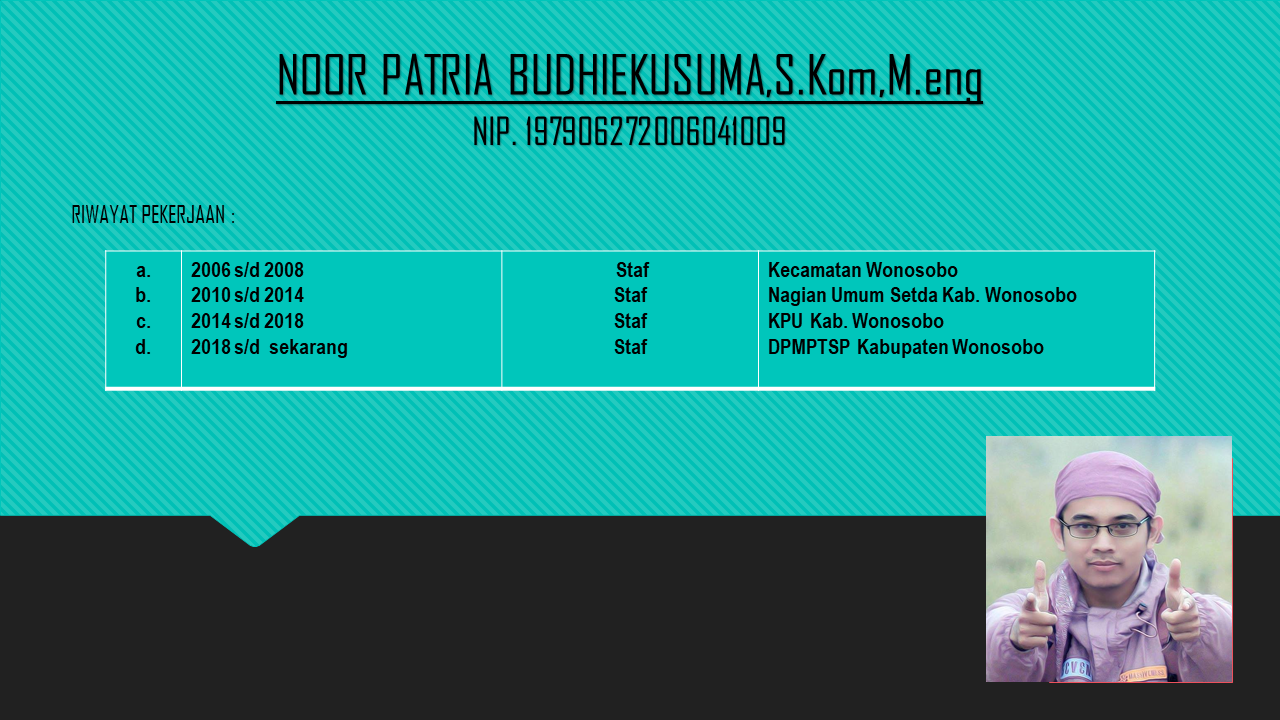 NOOR PATRIA BUDHIEKUSUMA,S.Kom,M.eng
NIP. 197906272006041009
RIWAYAT PEKERJAAN :
a. 2006 s/d 2008 Staf Kecamatan Wonosobo
b. 2010 s/d 2014 Staf Nagian Umum Setda Kab. Wonosobo
c. 2014 s/d 2018 Staf KPU Kab. Wonosobo
d. 2018 s/d sekarang Staf DPMPTSP Kabupaten Wonosobo